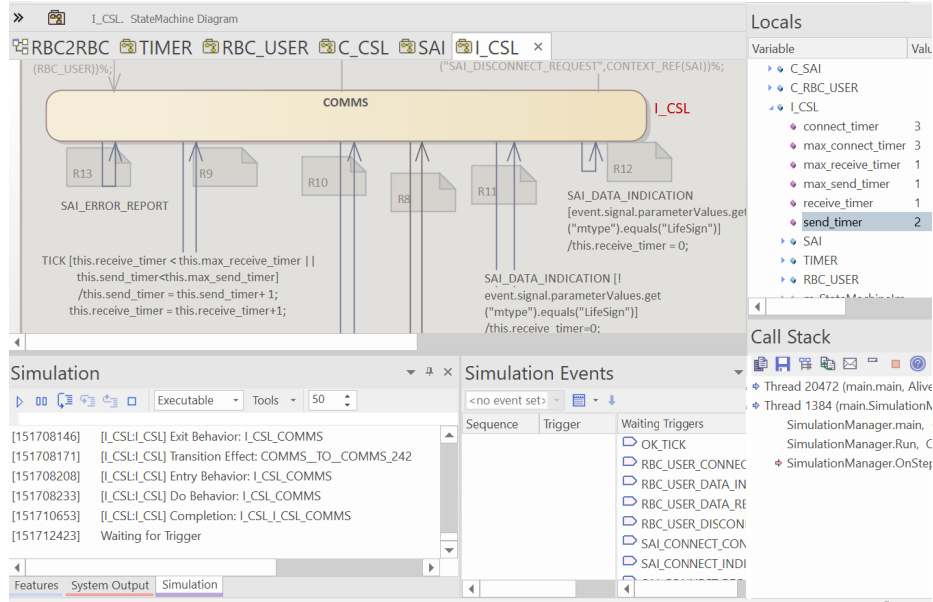 I_CSL. StateMachine Diagram
RBC2RBC TIMER RBC_USER C_CSL SAI I_CSL ×
(RBC_USER))%;
("SAI_DISCONNECT_REQUEST",CONTEXT_REF(SAI))%;
COMMS
I_CSL
R13
R9
R10
R8
R11
R12
SAI_ERROR_REPORT
SAI_DATA_INDICATION
[event.signal.parameterValues.get
("mtype").equals("LifeSign")]
/this.receive_timer = 0;
TICK [this.receive_timer < this.max_receive_timer ||
this.send_timer<this.max_send_timer]
/this.send_timer = this.send_timer+ 1;
this.receive_timer = this.receive_timer+1;
SAI_DATA_INDICATION [!
event.signal.parameterValues.get
("mtype").equals("LifeSign")]
/this.receive_timer=0;
Locals
Variable Valu
C_SAI
C_RBC_USER
I_CSL
connect_timer 3
max_connect_timer 3
max_receive_timer 1
max_send_timer 1
receive_timer 1
send_timer 2
SAI
TIMER
RBC_USER
Call Stack
Thread 20472 (main.main, Alive
Thread 1384 (main.SimulationM
SimulationManager.main,
SimulationManager.Run, C
SimulationManager.OnStep
Simulation
Executable Tools 50
[151708146] [I_CSL:I_CSL] Exit Behavior: I_CSL_COMMS
[151708171] [I_CSL:I_CSL] Transition Effect: COMMS__TO__COMMS_242
[151708208] [I_CSL:I_CSL] Entry Behavior: I_CSL_COMMS
[151708233] [I_CSL:I_CSL] Do Behavior: I_CSL_COMMS
[151710653] [I_CSL:I_CSL] Completion: I_CSL_I_CSL_COMMS
[151712423] Waiting for Trigger
Features System Output Simulation
Simulation Events
<no event set>
Sequence Trigger Waiting Triggers
OK_TICK
RBC_USER_CONNEC
RBC_USER_DATA_IN
RBC_USER_DATA_RE
RBC_USER_DISCON
SAI_CONNECT_CON
SAI_CONNECT_INDI